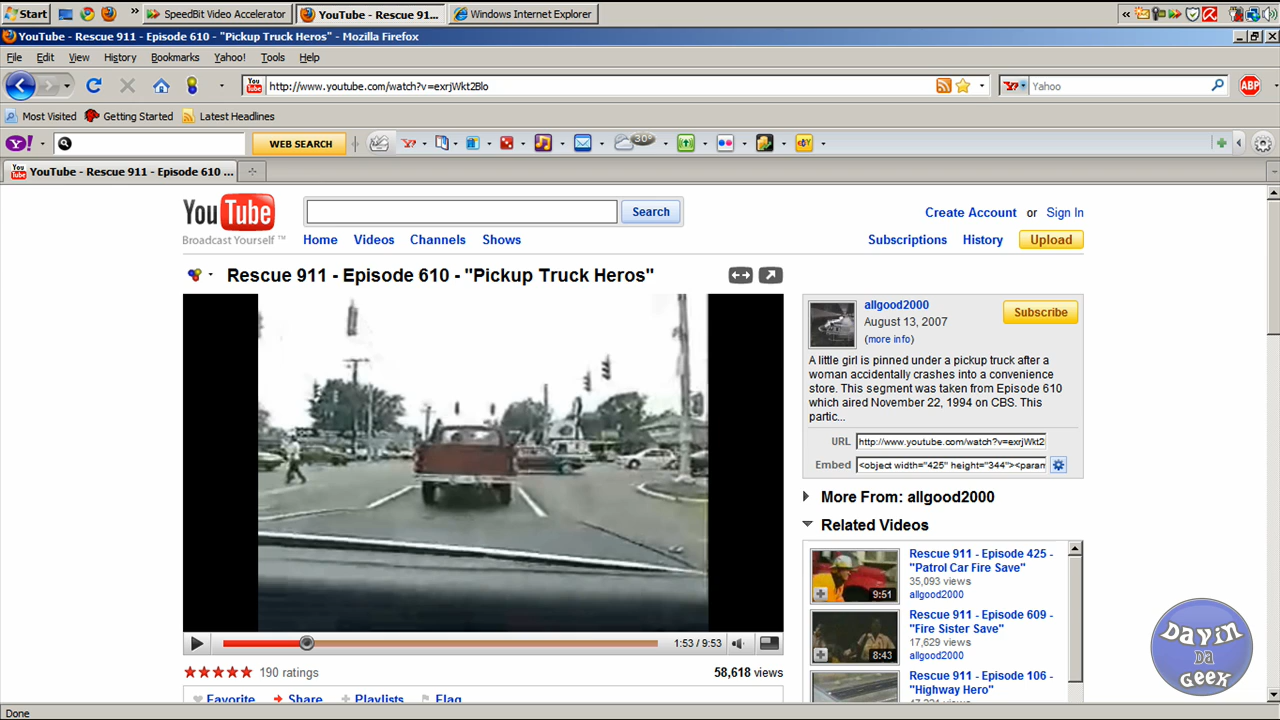 Start
SpeedBit Video Accelerator
YouTube - Rescue 91...
Windows Internet Explorer
YouTube - Rescue 911 - Episode 610 - "Pickup Truck Heros" - Mozilla Firefox
File Edit View History Bookmarks Yahoo! Tools Help
You Tube
http://www.youtube.com/watch?v=exrjWkt2Blo
Yahoo
ABP
Most Visited Getting Started Latest Headlines
Y! WEB SEARCH 30°
YouTube - Rescue 911 - Episode 610 ...
YouTube
Search
Create Account or Sign In
Broadcast Yourself ™
Home Videos Channels Shows
Subscriptions History Upload
Rescue 911 - Episode 610 - "Pickup Truck Heros"
allgood2000
August 13, 2007
(more info)
Subscribe
A little girl is pinned under a pickup truck after a
woman accidentally crashes into a convenience
store. This segment was taken from Episode 610
which aired November 22, 1994 on CBS. This
partic...
URL http://www.youtube.com/watch?v=exrjWkt2
Embed <object width="425" height="344"><param
More From: allgood2000
Related Videos
Rescue 911 - Episode 425 -
"Patrol Car Fire Save"
35,093 views
allgood2000
9:51
Rescue 911 - Episode 609 -
"Fire Sister Save"
17,629 views
allgood2000
8:43
Rescue 911 - Episode 106 -
"Highway Hero"
1:53 / 9:53
190 ratings
58,618 views
Favorite Share Playlists Flag
Dayin
Da
Geek
Done